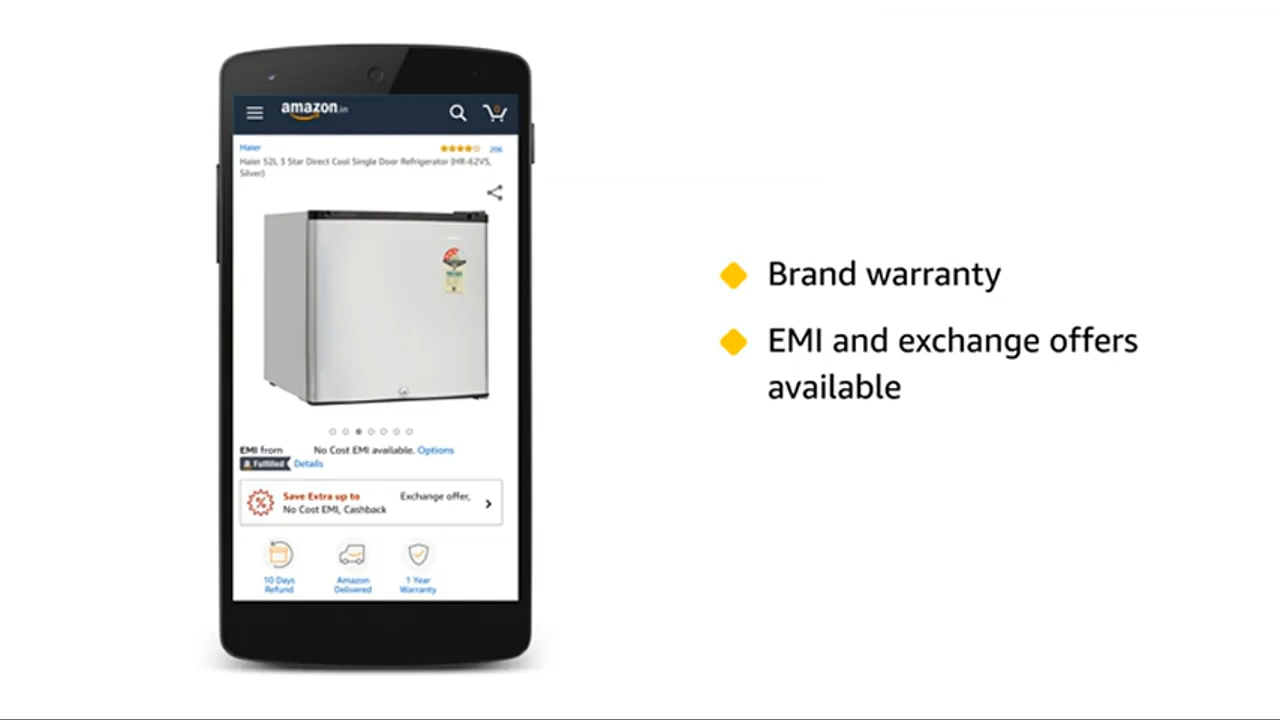 amazon.in
0
Haier
206
Haier 52L 3 Star Direct Cool Single Door Refrigerator (HR-62VS,
Silver)
EMI from No Cost EMI available. Options
Fulfilled Details
Save Extra up to Exchange offer,
No Cost EMI, Cashback
10 Days
Refund
Amazon
Delivered
1 Year
Warranty
Brand warranty
EMI and exchange offers
available